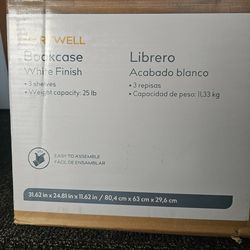 WELL
Bookcase
White Finish
• 3 shelves
• Weight capacity: 25 lb
Librero
Acabado blanco
• 3 repisas
• Capacidad de peso: 11,33 kg
EASY TO ASSEMBLE
FÁCIL DE ENSAMBLAR
31.62 in x 24.81 in x 11.62 in / 80,4 cm x 63 cm x 29,6 cm